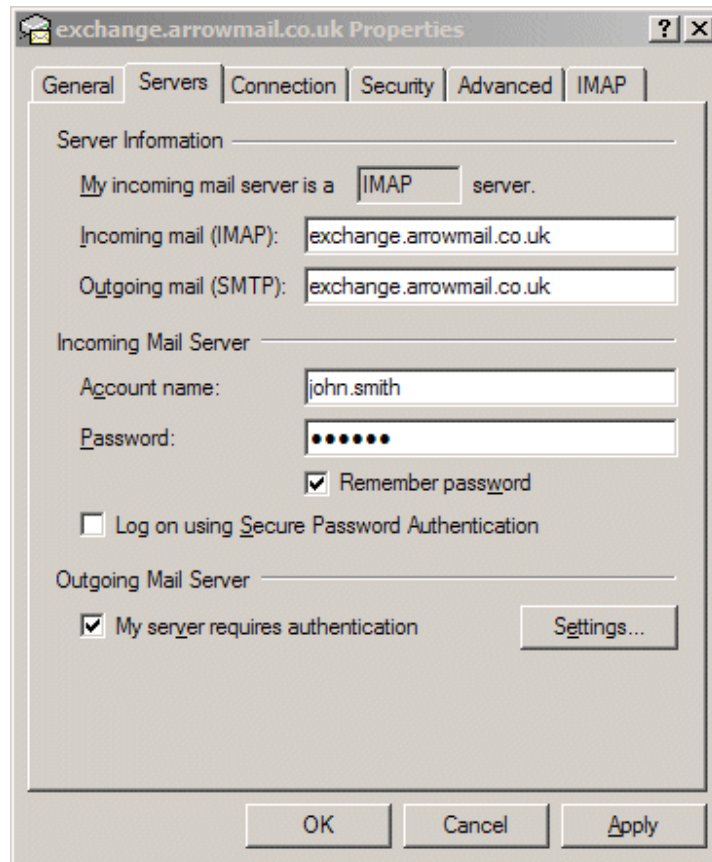 exchange.arrowmail.co.uk Properties
General Servers Connection Security Advanced IMAP
Server Information
My incoming mail server is a IMAP server.
Incoming mail (IMAP): exchange.arrowmail.co.uk
Outgoing mail (SMTP): exchange.arrowmail.co.uk
Incoming Mail Server
Account name: john.smith
Password: ●●●●●●
Remember password
Log on using Secure Password Authentication
Outgoing Mail Server
My server requires authentication Settings...
OK Cancel Apply